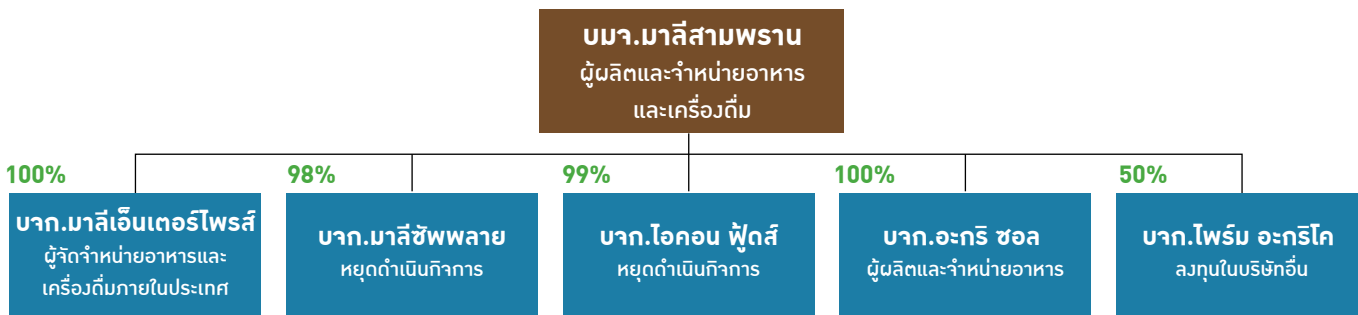 บมจ.มาลีสามพราน
ผู้ผลิตและจำหน่ายอาหาร
และเครื่องดื่ม
100%
98%
99%
100%
50%
บจก.มาลีเอ็นเตอร์ไพรส์
ผู้จัดจำหน่ายอาหารและ
เครื่องดื่มภายในประเทศ
บจก.มาลีซัพพลาย
หยุดดำเนินกิจการ
บจก.ไอคอน ฟู้ดส์
หยุดดำเนินกิจการ
บจก.อะกริ ซอล
ผู้ผลิตและจำหน่ายอาหาร
บจก.ไพร์ม อะกริโค
ลงทุนในบริษัทอื่น